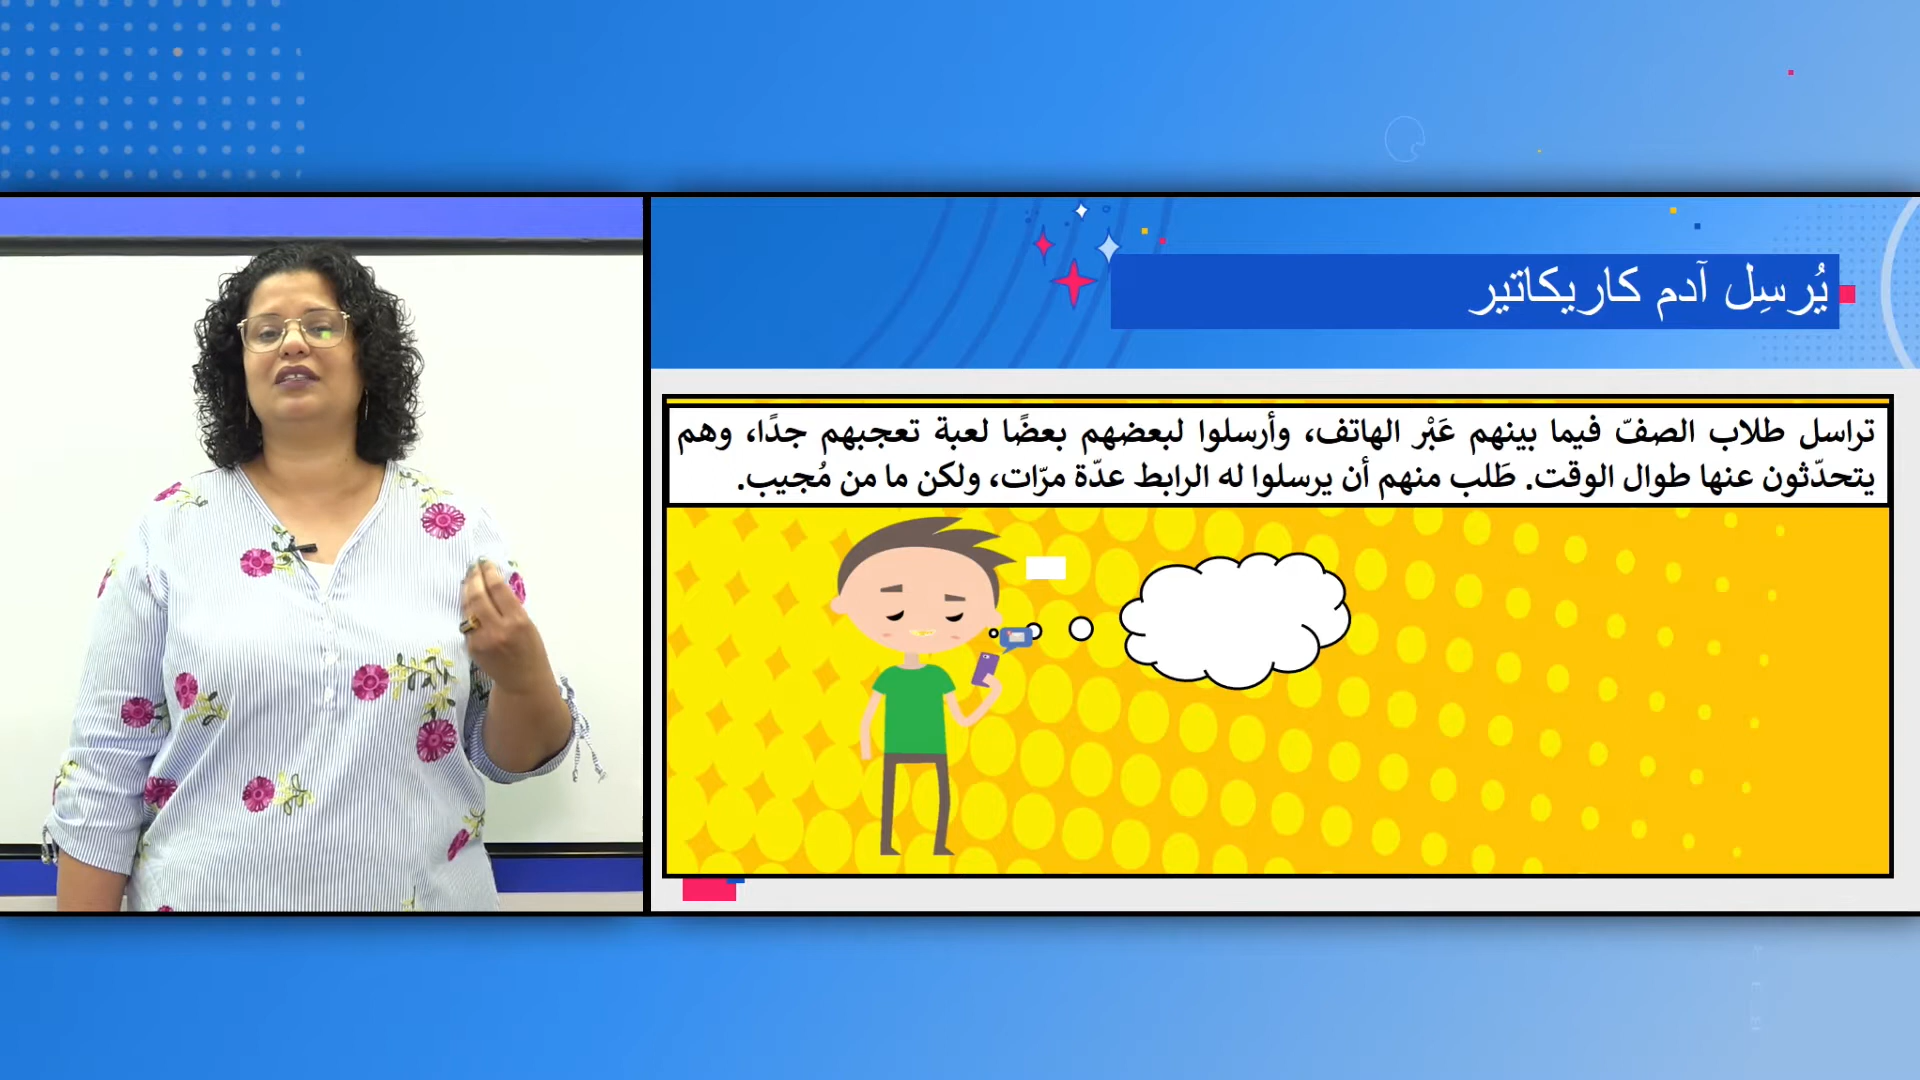 يُرسِل آدم كاريكاتير
تراسل طلاب الصفّ فيما بينهم عَبْر الهاتف، وأرسلوا لبعضهم بعضًا لعبة تعجبهم جدًا، وهم
يتحدّثون عنها طوال الوقت. طَلب منهم أن يرسلوا له الرابط عدّة مرّات، ولكن ما من مُجيب.